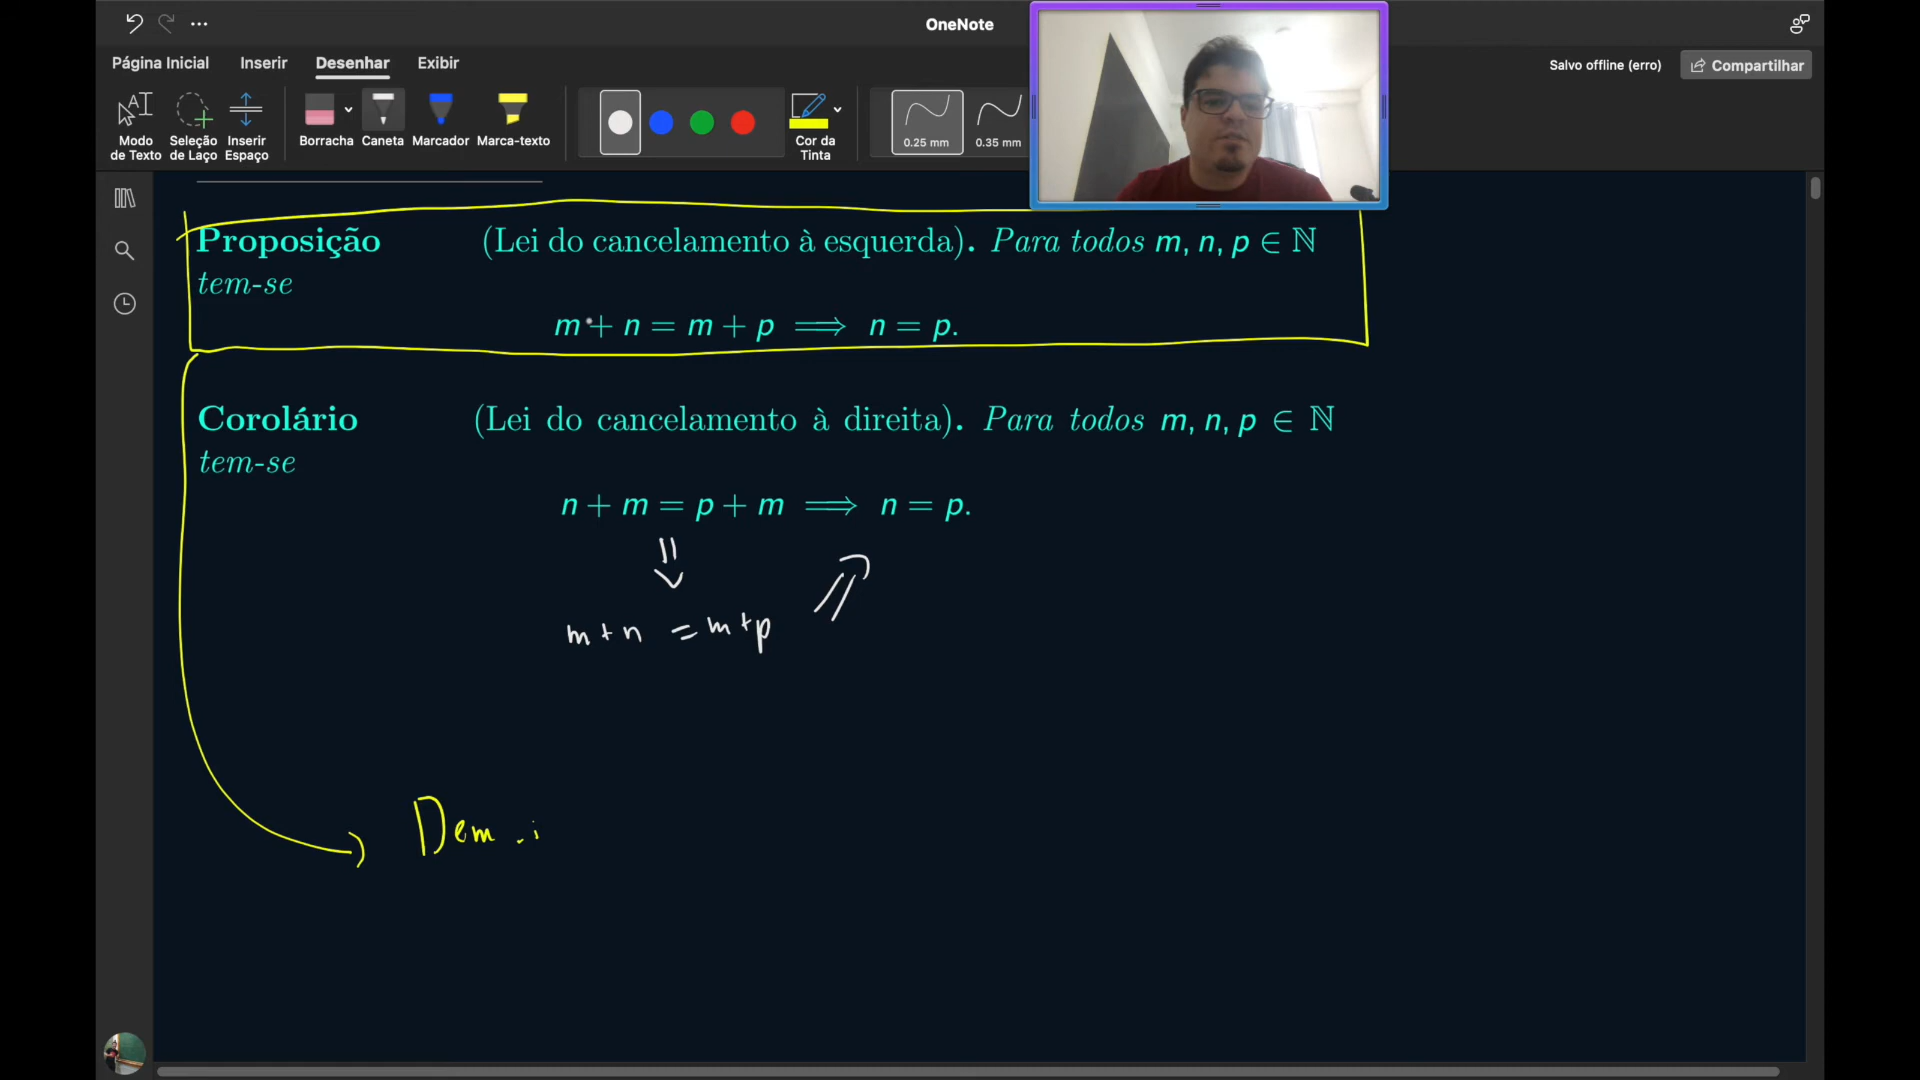 OneNote
Página Inicial Inserir Desenhar Exibir
Salvo offline (erro) Compartilhar
Modo de Texto
Seleção de Laço
Inserir Espaço
Borracha
Caneta
Marcador
Marca-texto
Cor da Tinta
0.25 mm
0.35 mm
Proposição (Lei do cancelamento à esquerda). Para todos m, n, p ∈ ℕ
tem-se
m + n = m + p ⟹ n = p.
Corolário (Lei do cancelamento à direita). Para todos m, n, p ∈ ℕ
tem-se
n + m = p + m ⟹ n = p.
m + n = m + p
Dem .: